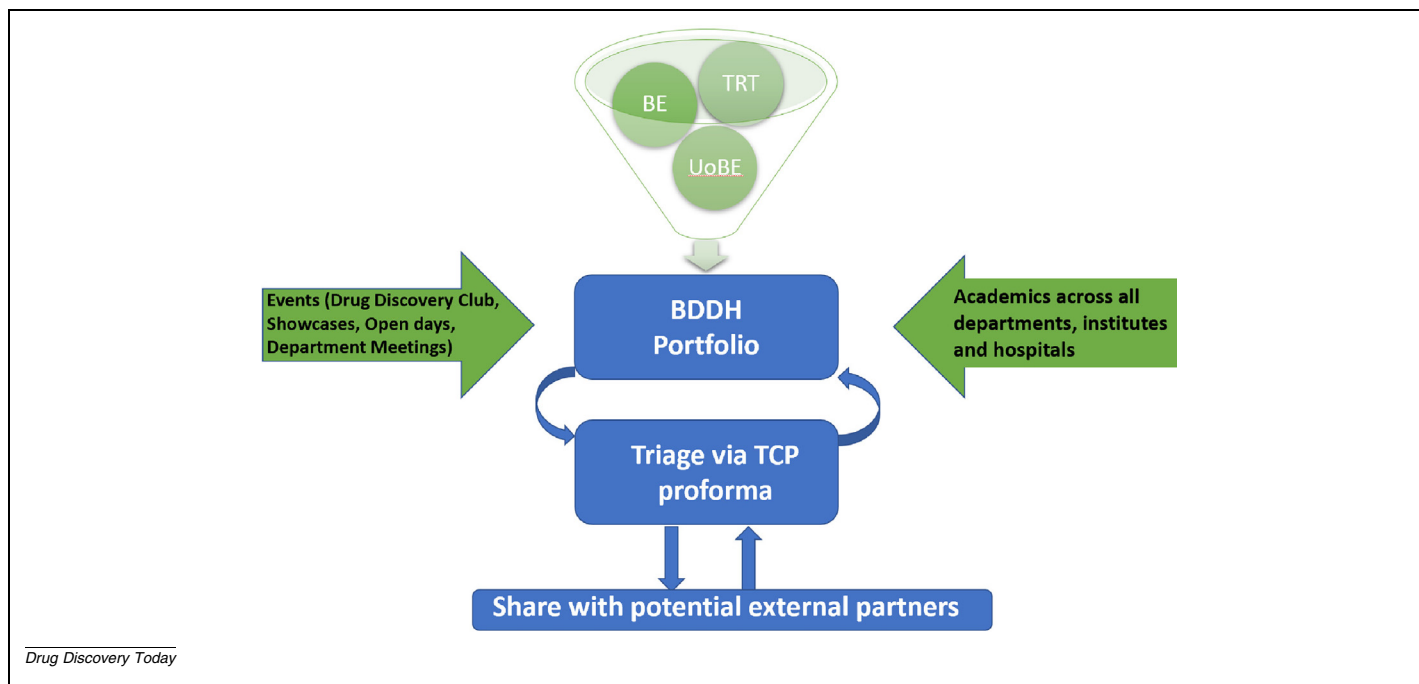 TRT
BE
UoBE
BDDH
Portfolio
Events (Drug Discovery Club,
Showcases, Open days,
Department Meetings)
Academics across all
departments, institutes
and hospitals
Triage via TCP
proforma
Share with potential external partners
Drug Discovery Today